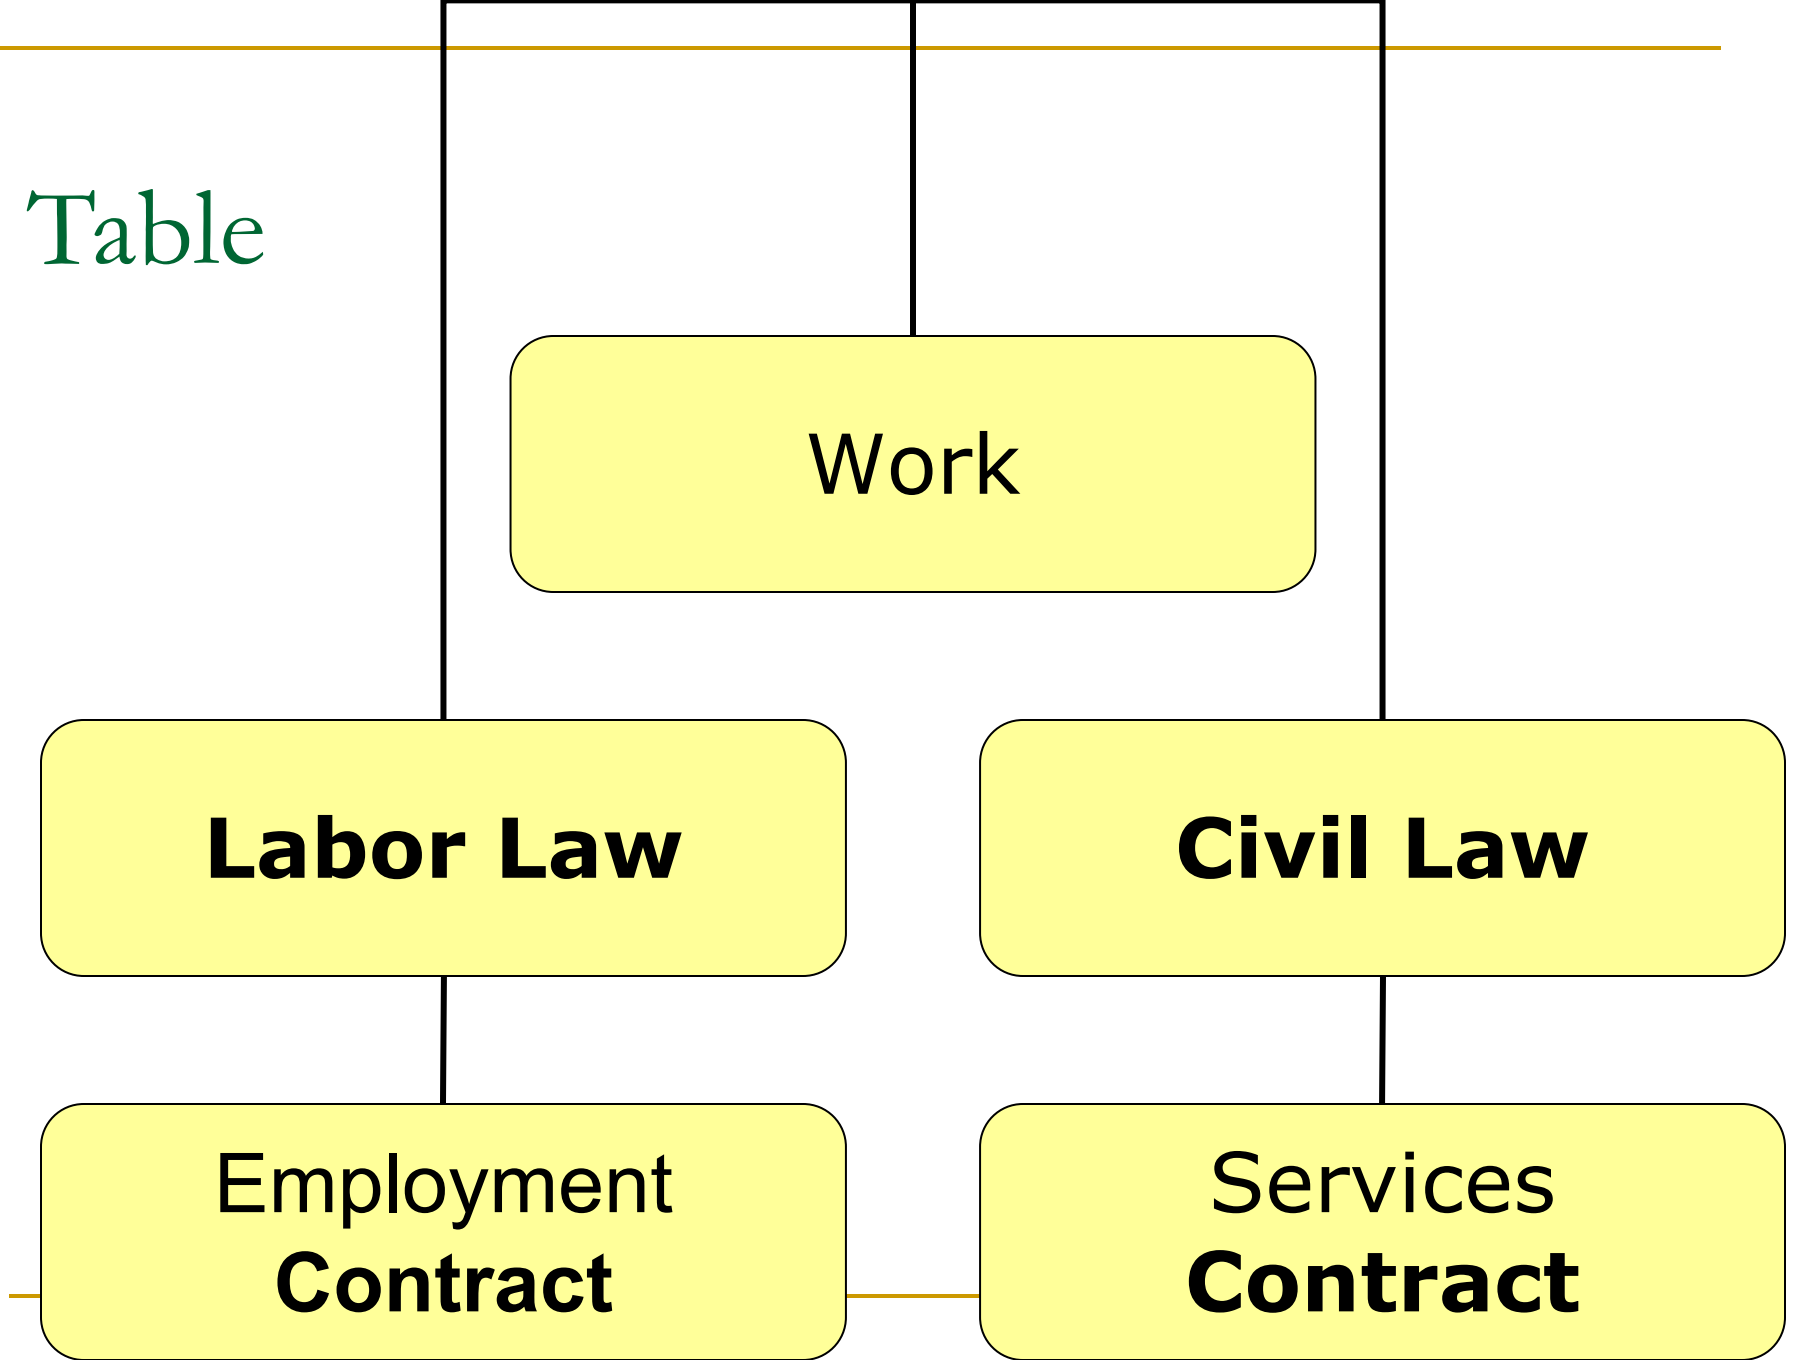 Table
Work
Labor Law
Civil Law
Employment
Contract
Services
Contract